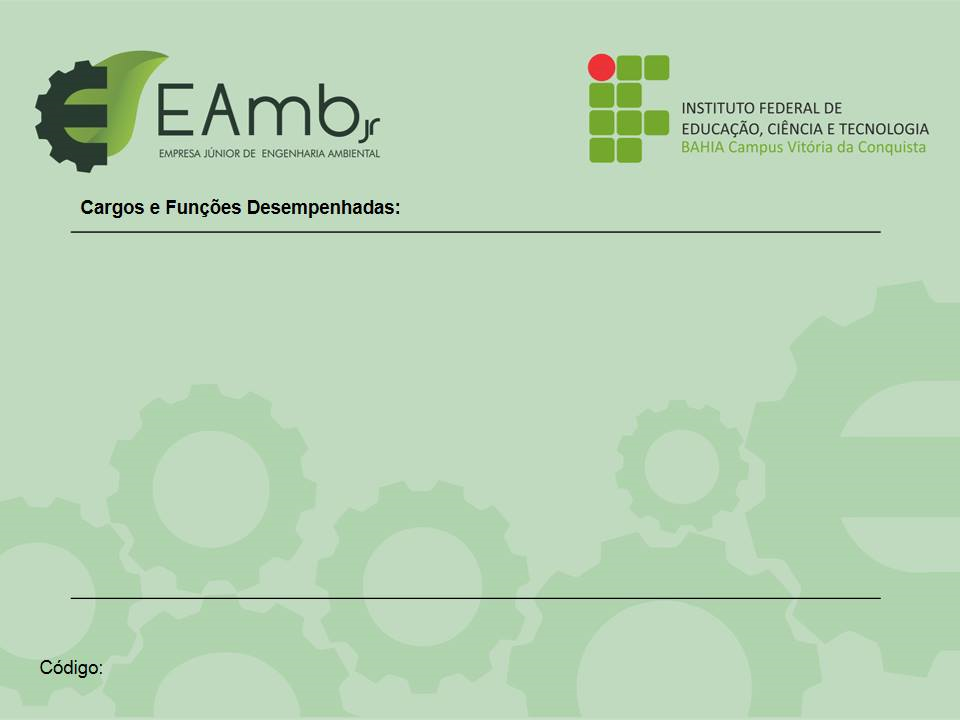 EAmb jr
EMPRESA JÚNIOR DE ENGENHARIA AMBIENTAL
INSTITUTO FEDERAL DE
EDUCAÇÃO, CIÊNCIA E TECNOLOGIA
BAHIA Campus Vitória da Conquista
Cargos e Funções Desempenhadas:
Código: